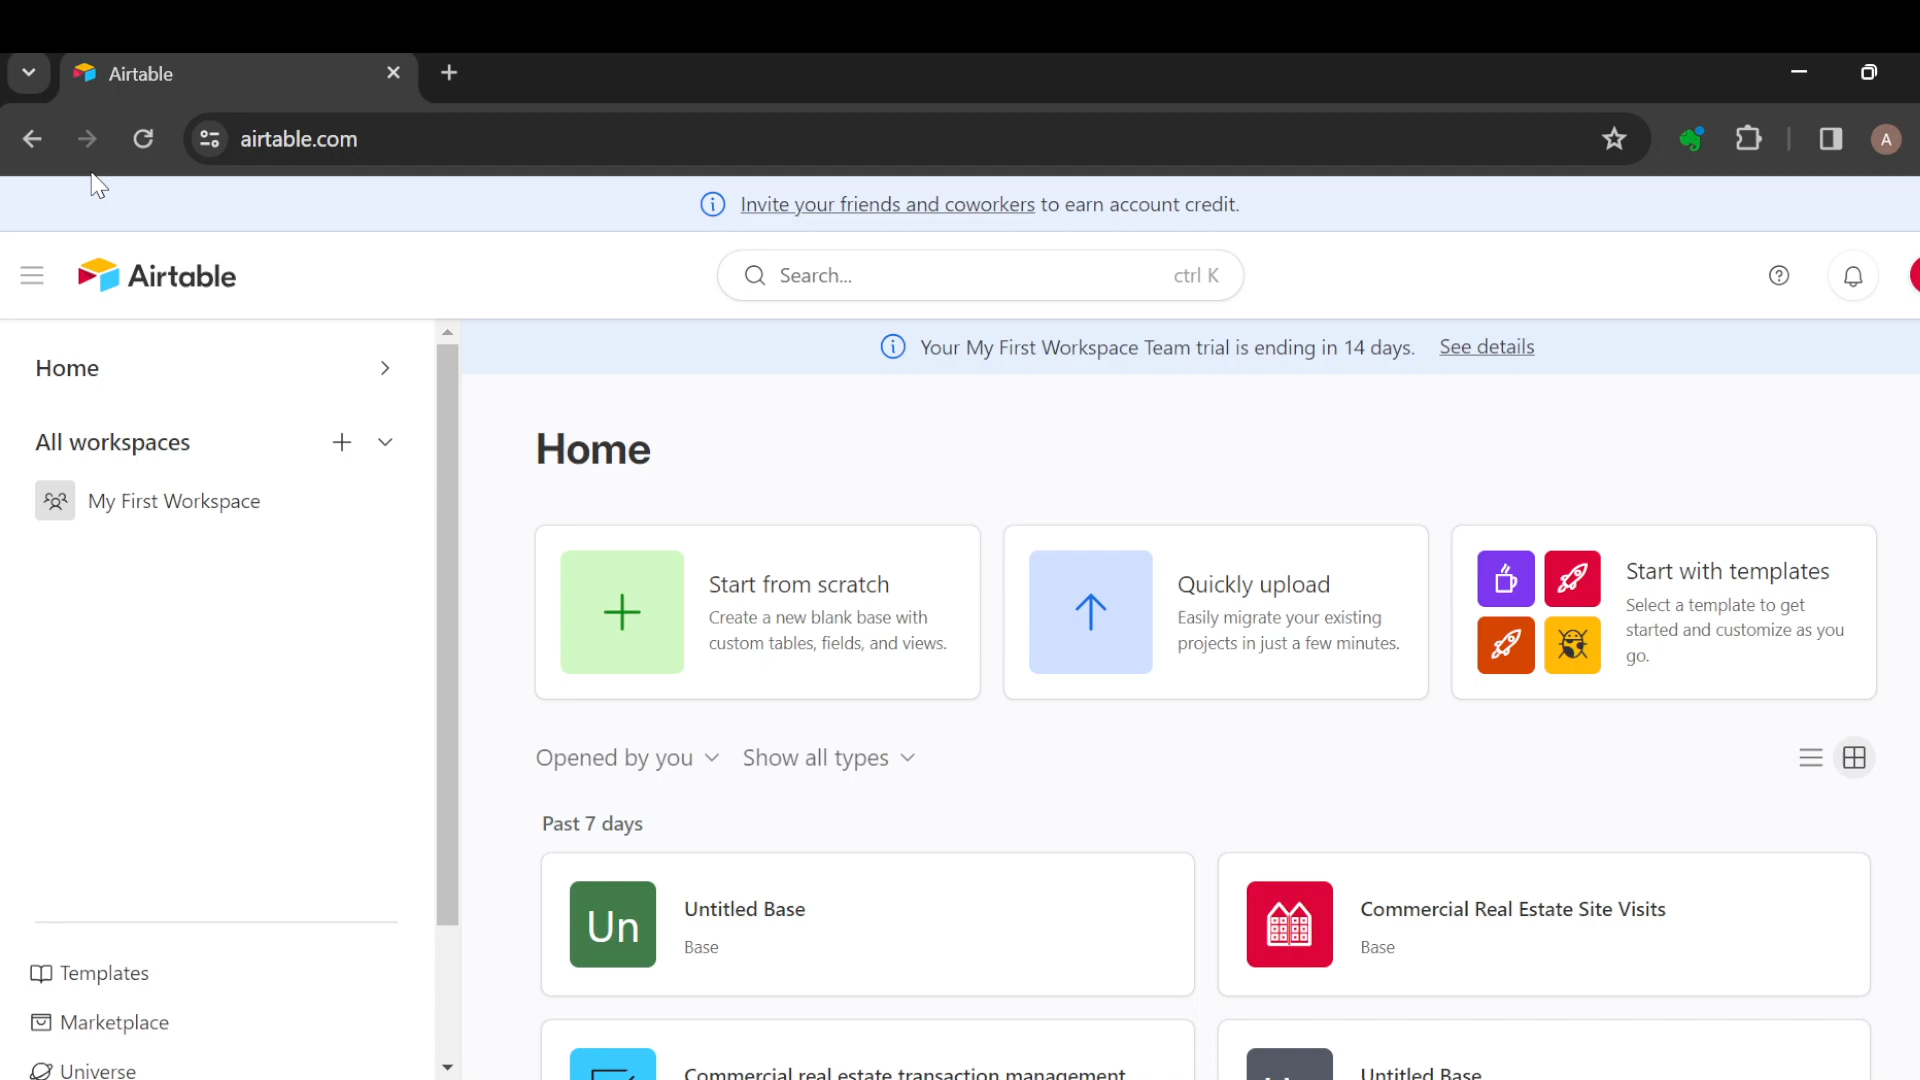 Airtable
airtable.com
A
Invite your friends and coworkers to earn account credit.
Airtable
Search...
ctrl K
Home
Your My First Workspace Team trial is ending in 14 days. See details
All workspaces
My First Workspace
Home
Start from scratch
Create a new blank base with
custom tables, fields, and views.
Quickly upload
Easily migrate your existing
projects in just a few minutes.
Start with templates
Select a template to get
started and customize as you
go.
Opened by you
Show all types
Past 7 days
Un
Untitled Base
Base
Commercial Real Estate Site Visits
Base
Templates
Marketplace
Universe
Commercial real estate transaction management
Untitled Base